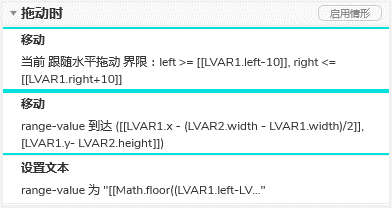 拖动时
启用情形
移动
当前 跟随水平拖动 界限：left >= [[LVAR1.left-10]], right <=
[[LVAR1.right+10]]
移动
range-value 到达 ([[LVAR1.x - (LVAR2.width - LVAR1.width)/2]],
[LVAR1.y- LVAR2.height]])
设置文本
range-value 为 "[[Math.floor((LVAR1.left-LV..."